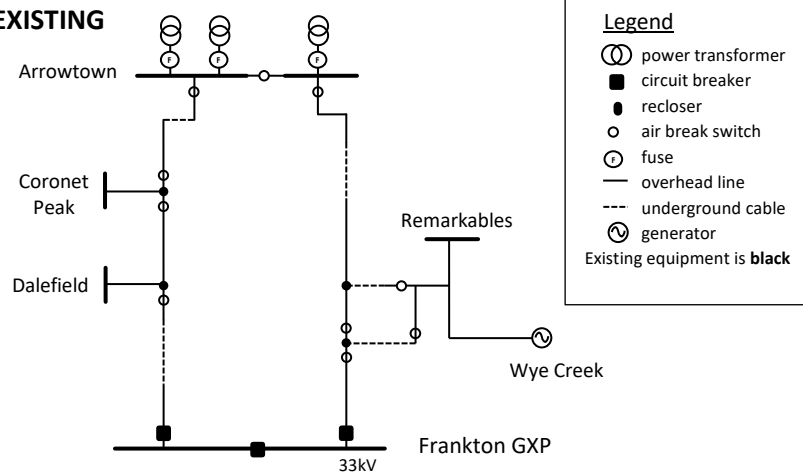 EXISTING
F
F
F
Arrowtown
Coronet
Peak
Dalefield
Remarkables
Wye Creek
Frankton GXP
33kV
Legend
power transformer
circuit breaker
recloser
air break switch
F fuse
overhead line
underground cable
generator
Existing equipment is black